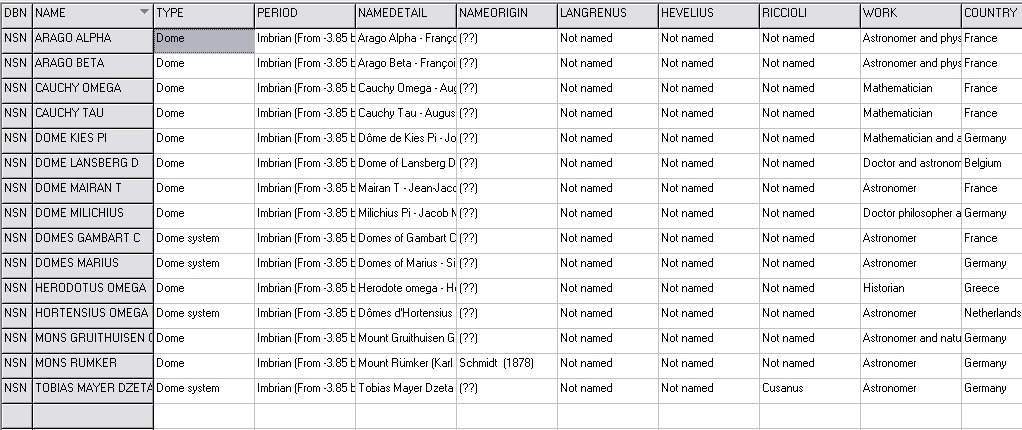 DBN NAME TYPE PERIOD NAMEDETAIL NAMEORIGIN LANGRENUS HEVELIUS RICCIOLI WORK COUNTRY
NSN ARAGO ALPHA Dome Imbrian (From -3.85 b Arago Alpha - Franço (??) Not named Not named Not named Astronomer and phys France
NSN ARAGO BETA Dome Imbrian (From -3.85 b Arago Beta - Françoi (??) Not named Not named Not named Astronomer and phys France
NSN CAUCHY OMEGA Dome Imbrian (From -3.85 b Cauchy Omega - Aug (??) Not named Not named Not named Mathematician France
NSN CAUCHY TAU Dome Imbrian (From -3.85 b Cauchy Tau - Augus (??) Not named Not named Not named Mathematician France
NSN DOME KIES PI Dome Imbrian (From -3.85 b Dôme de Kies Pi - Jo (??) Not named Not named Not named Mathematician and a Germany
NSN DOME LANSBERG D Dome Imbrian (From -3.85 b Dome of Lansberg D (??) Not named Not named Not named Doctor and astronom Belgium
NSN DOME MAIRAN T Dome Imbrian (From -3.85 b Mairan T - Jean-Jacq (??) Not named Not named Not named Astronomer France
NSN DOME MILICHIUS Dome Imbrian (From -3.85 b Milichius Pi - Jacob M (??) Not named Not named Not named Doctor philosopher a Germany
NSN DOMES GAMBART C Dome system Imbrian (From -3.85 b Domes of Gambart C (??) Not named Not named Not named Astronomer France
NSN DOMES MARIUS Dome system Imbrian (From -3.85 b Domes of Marius - Si (??) Not named Not named Not named Astronomer Germany
NSN HERODOTUS OMEGA Dome Imbrian (From -3.85 b Herodote omega - He (??) Not named Not named Not named Historian Greece
NSN HORTENSIUS OMEGA Dome system Imbrian (From -3.85 b Dômes d'Hortensius (??) Not named Not named Not named Astronomer Netherlands
NSN MONS GRUITHUISEN G Dome Imbrian (From -3.85 b Mount Gruithuisen G (??) Not named Not named Not named Astronomer and natu Germany
NSN MONS RUMKER Dome Imbrian (From -3.85 b Mount Rümker (Karl Schmidt (1878) Not named Not named Not named Astronomer Germany
NSN TOBIAS MAYER DZETA Dome system Imbrian (From -3.85 b Tobias Mayer Dzeta (??) Not named Not named Cusanus Astronomer Germany